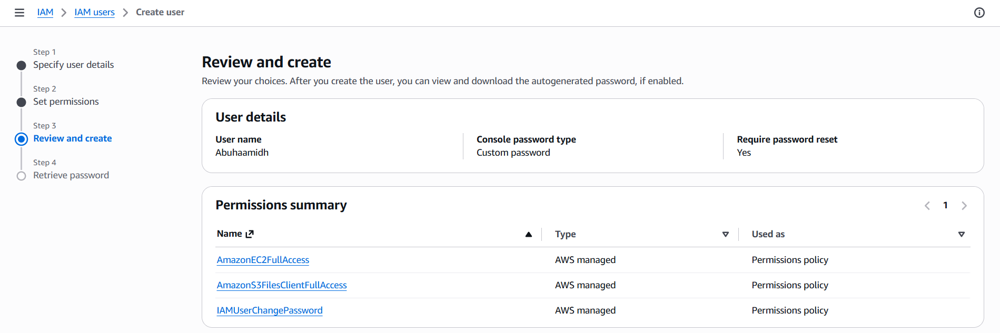 IAM > IAM users > Create user
Step 1
Specify user details
Step 2
Set permissions
Step 3
Review and create
Step 4
Retrieve password
Review and create
Review your choices. After you create the user, you can view and download the autogenerated password, if enabled.
User details
User name Console password type Require password reset
Abuhaamidh Custom password Yes
Permissions summary 1
Name Type Used as
AmazonEC2FullAccess AWS managed Permissions policy
AmazonS3FilesClientFullAccess AWS managed Permissions policy
IAMUserChangePassword AWS managed Permissions policy